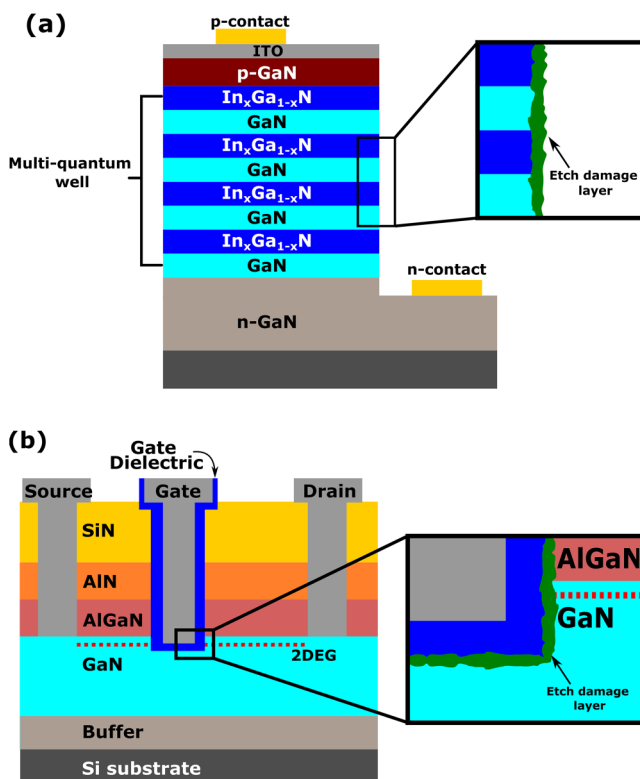 (a)
p-contact
ITO
p-GaN
InₓGa₁₋ₓN
GaN
InₓGa₁₋ₓN
GaN
InₓGa₁₋ₓN
GaN
InₓGa₁₋ₓN
GaN
Multi-quantum
well
n-contact
n-GaN
Etch damage
layer
(b)
Gate
Dielectric
Source
Gate
Drain
SiN
AlN
AlGaN
GaN
2DEG
Buffer
Si substrate
AlGaN
GaN
Etch damage
layer